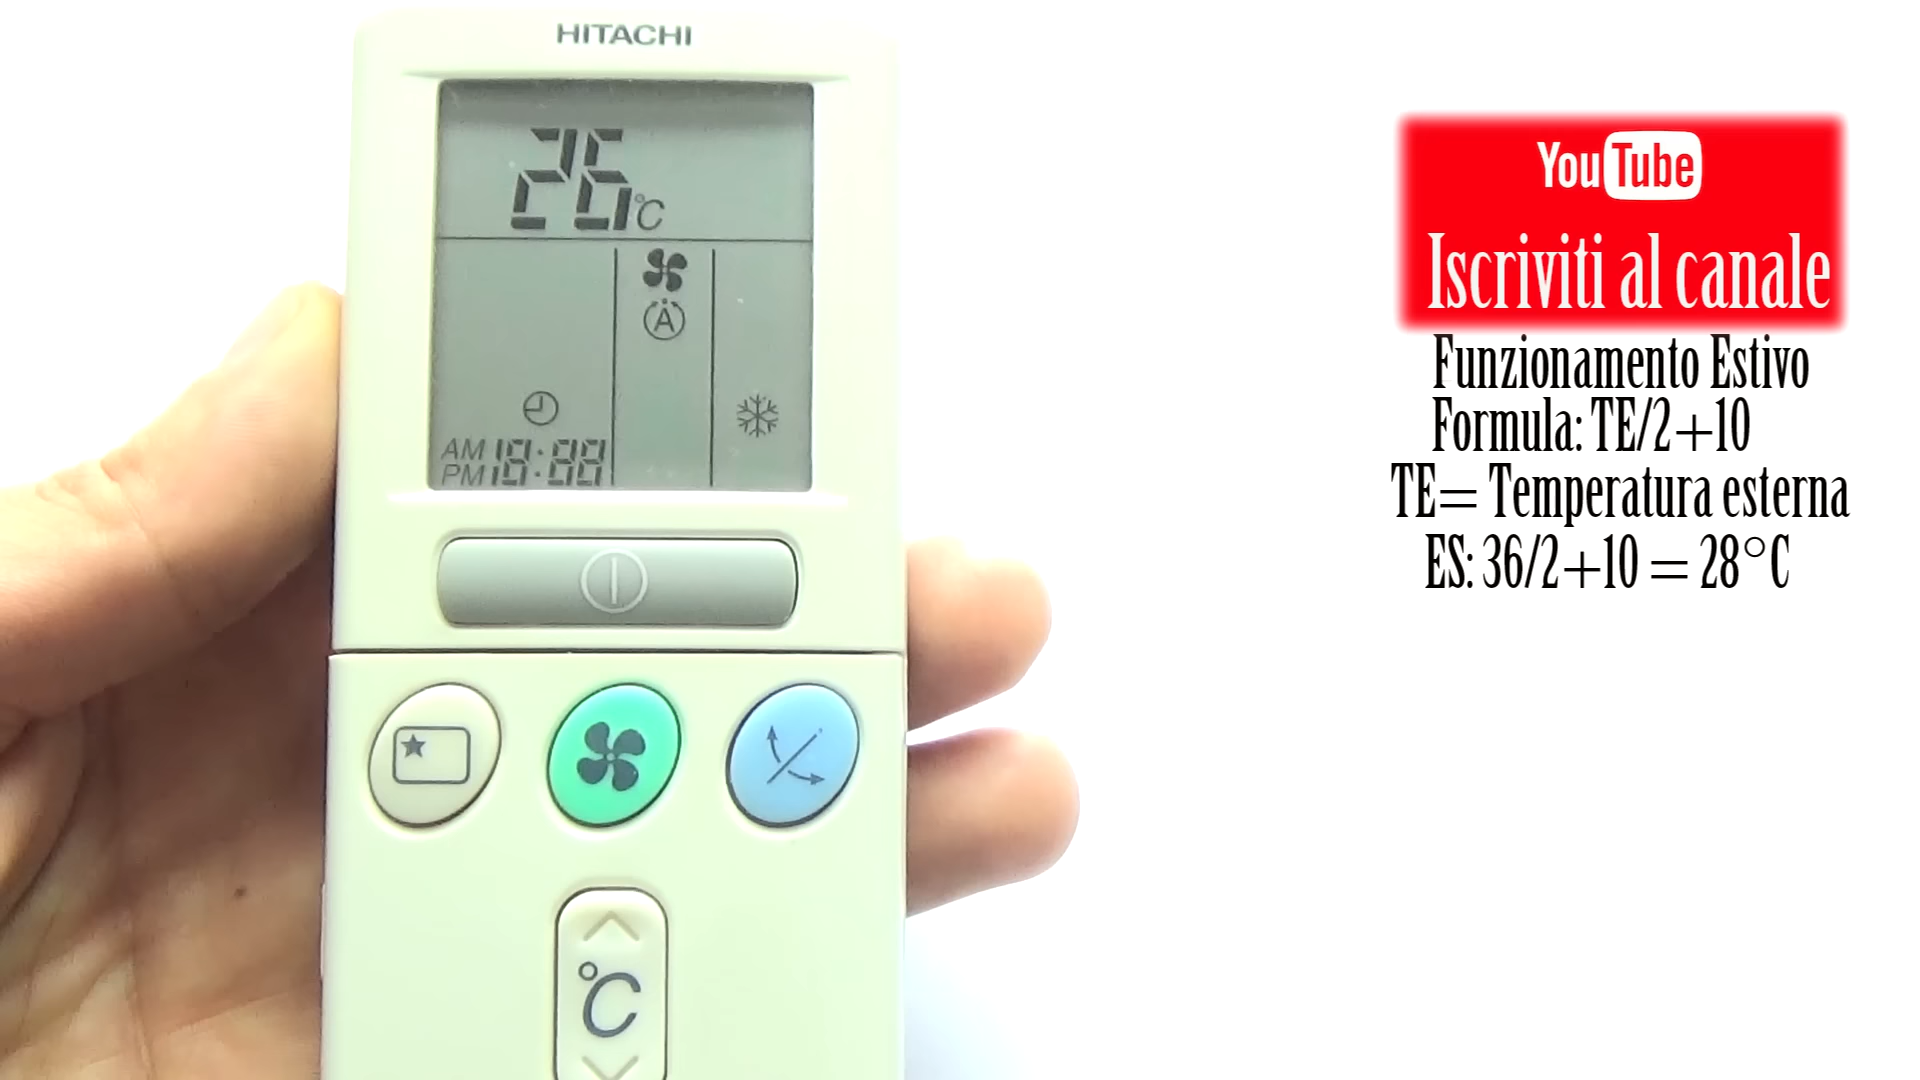 HITACHI
26°C
A
AM
PM 18:88
°C
YouTube
Iscriviti al canale
Funzionamento Estivo
Formula: TE/2+10
TE= Temperatura esterna
ES: 36/2+10 = 28°C